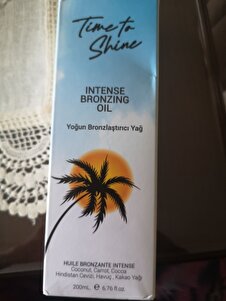 Time to
Shine
INTENSE
BRONZING
OIL
Yoğun Bronzlaştırıcı Yağ
HUILE BRONZANTE INTENSE
Coconut, Carrot, Cocoa
Hindistan Cevizi, Havuç, Kakao Yağı
200mL. e 6.76 fl.oz.